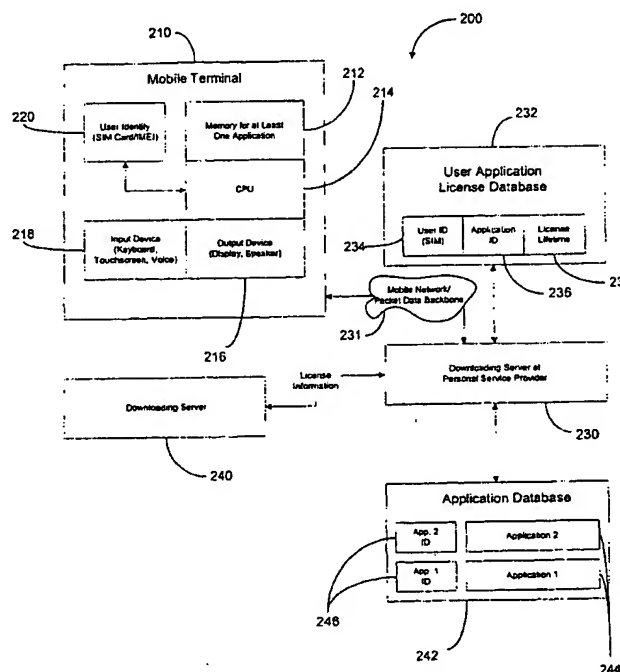 200
210
Mobile Terminal
212
214
220
User Identify
(SIM Card/IMEI)
Memory for at Least
One Application
CPU
218
Input Device
(Keyboard,
Touchscreen, Voice)
Output Device
(Display, Speaker)
216
232
User Application
License Database
234
User ID
(SIM)
Application
ID
License
Lifetime
236
Mobile Network/
Packet Data Backbone
231
License
Information
Downloading Server
240
Downloading Server at
Personal Service Provider
230
Application Database
App. 2
ID
Application 2
App. 1
ID
Application 1
246
242
244